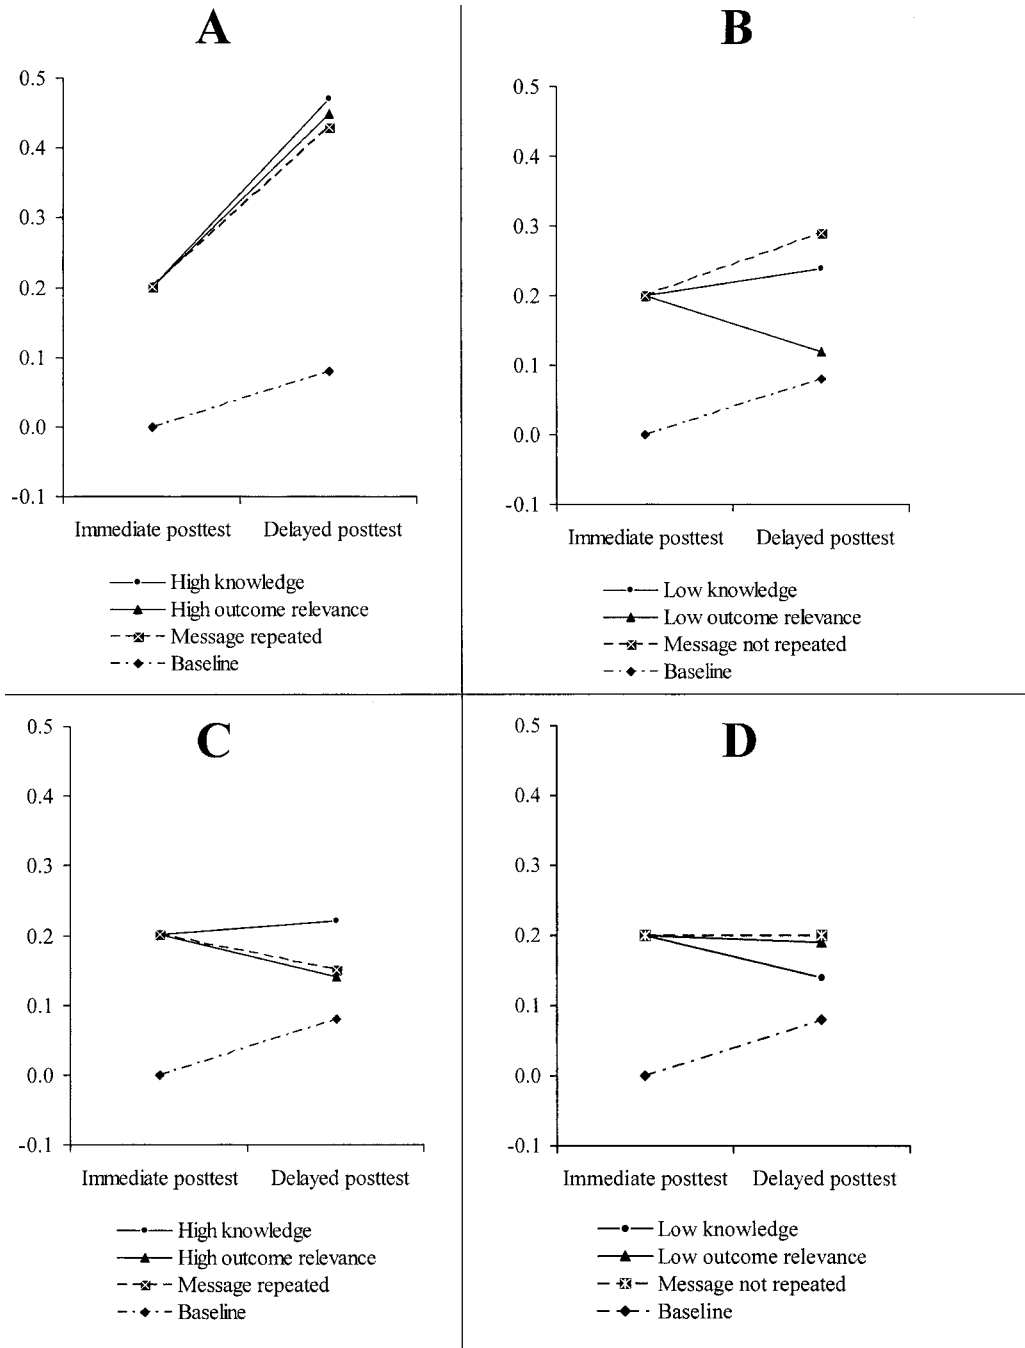 A
0.5
0.4
0.3
0.2
0.1
0.0
-0.1
Immediate posttest Delayed posttest
High knowledge
High outcome relevance
Message repeated
Baseline
B
0.5
0.4
0.3
0.2
0.1
0.0
-0.1
Immediate posttest Delayed posttest
Low knowledge
Low outcome relevance
Message not repeated
Baseline
C
0.5
0.4
0.3
0.2
0.1
0.0
-0.1
Immediate posttest Delayed posttest
High knowledge
High outcome relevance
Message repeated
Baseline
D
0.5
0.4
0.3
0.2
0.1
0.0
-0.1
Immediate posttest Delayed posttest
Low knowledge
Low outcome relevance
Message not repeated
Baseline